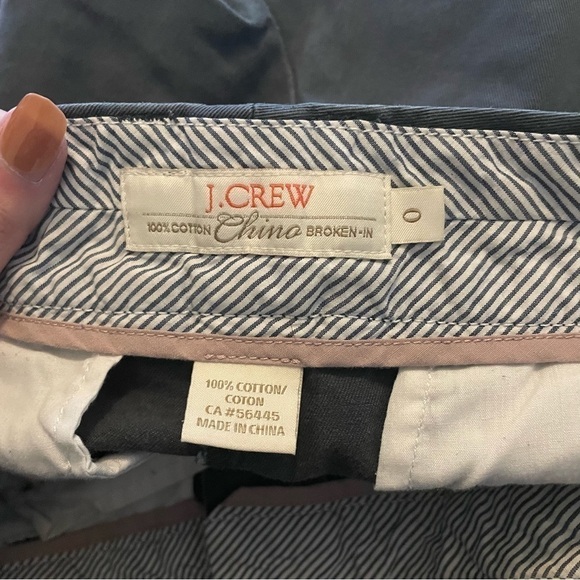 J.CREW
100% COTTON Chino BROKEN-IN
0
100% COTTON/
COTON
CA #56445
MADE IN CHINA